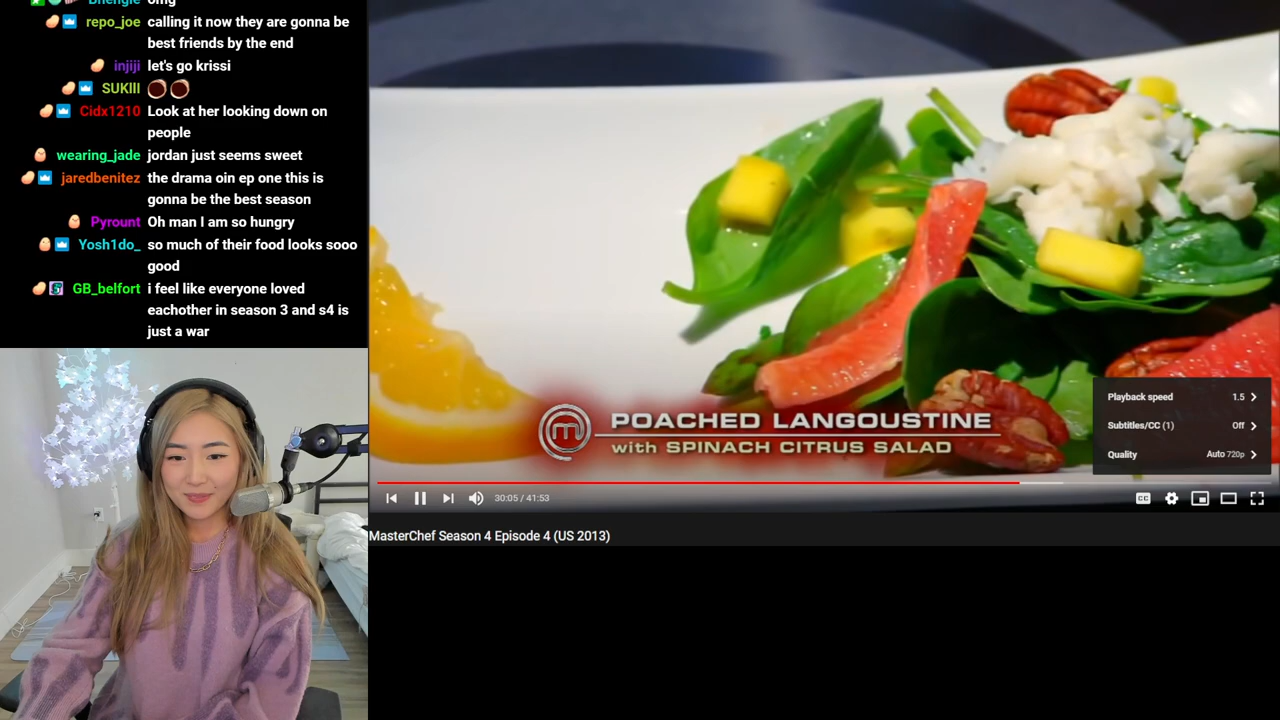 omg
repo_joe calling it now they are gonna be
best friends by the end
injiji let's go krissi
SUKIII
Cidx1210 Look at her looking down on
people
wearing_jade jordan just seems sweet
jaredbenitez the drama oin ep one this is
gonna be the best season
Pyrount Oh man I am so hungry
Yosh1do_ so much of their food looks sooo
good
GB_belfort i feel like everyone loved
eachother in season 3 and s4 is
just a war
POACHED LANGOUSTINE
with SPINACH CITRUS SALAD
Playback speed 1.5
Subtitles/CC (1) Off
Quality Auto 720p
30:05 / 41:53
CC
MasterChef Season 4 Episode 4 (US 2013)